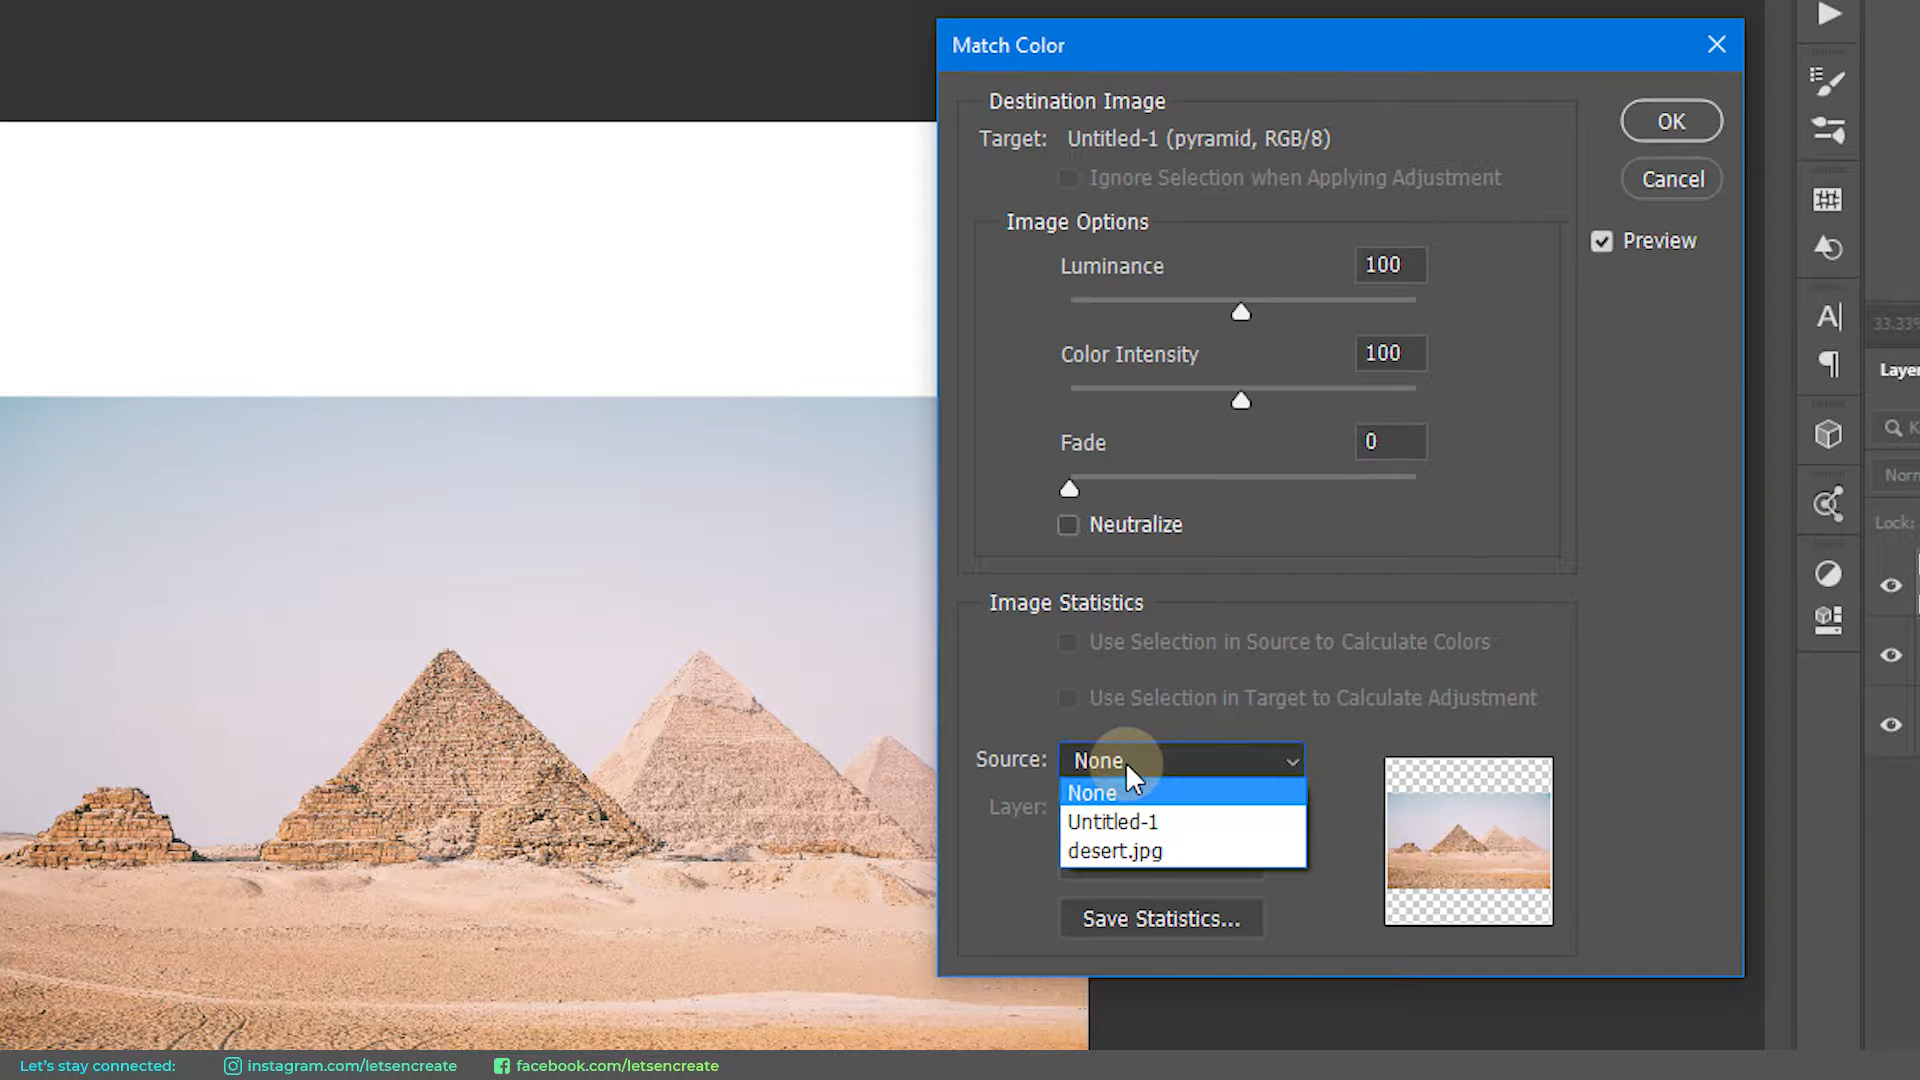 Match Color
Destination Image
Target: Untitled-1 (pyramid, RGB/8)
Ignore Selection when Applying Adjustment
OK
Cancel
Preview
Image Options
Luminance 100
Color Intensity 100
Fade 0
Neutralize
Image Statistics
Use Selection in Source to Calculate Colors
Use Selection in Target to Calculate Adjustment
Source: None
None
Layer:
Untitled-1
desert.jpg
Save Statistics...
A
33.33%
Layer
K
Norm
Lock:
Let's stay connected: instagram.com/letsencreate facebook.com/letsencreate